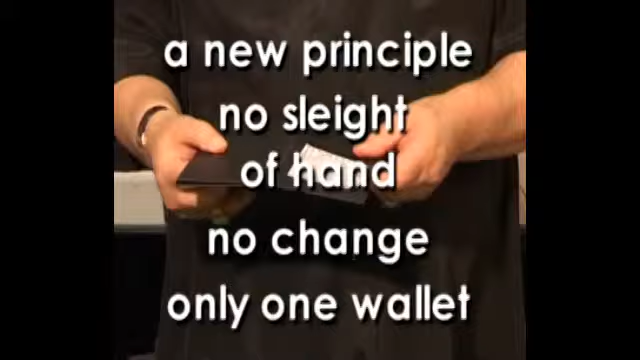 a new principle
no sleight
of hand
no change
only one wallet